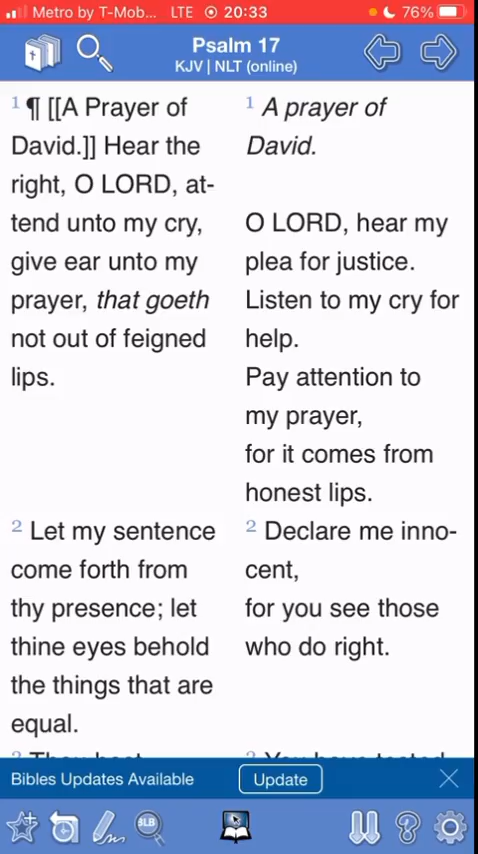 Metro by T-Mob... LTE 20:33 76%
Psalm 17
KJV | NLT (online)
1 ¶ [[A Prayer of
David.]] Hear the
right, O LORD, at-
tend unto my cry,
give ear unto my
prayer, that goeth
not out of feigned
lips.
1 A prayer of
David.
O LORD, hear my
plea for justice.
Listen to my cry for
help.
Pay attention to
my prayer,
for it comes from
honest lips.
2 Let my sentence
come forth from
thy presence; let
thine eyes behold
the things that are
equal.
2 Declare me inno-
cent,
for you see those
who do right.
Bibles Updates Available Update
BLB